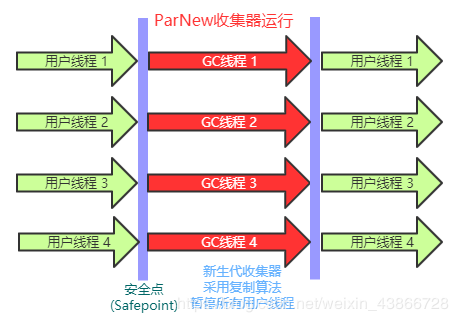 ParNew收集器运行
用户线程 1 GC线程 1 用户线程 1
用户线程 2 GC线程 2 用户线程 2
用户线程 3 GC线程 3 用户线程 3
用户线程 4 GC线程 4 用户线程 4
安全点
(Safepoint)
新生代收集器
采用复制算法
暂停所有用户线程
net/weixin_43866728